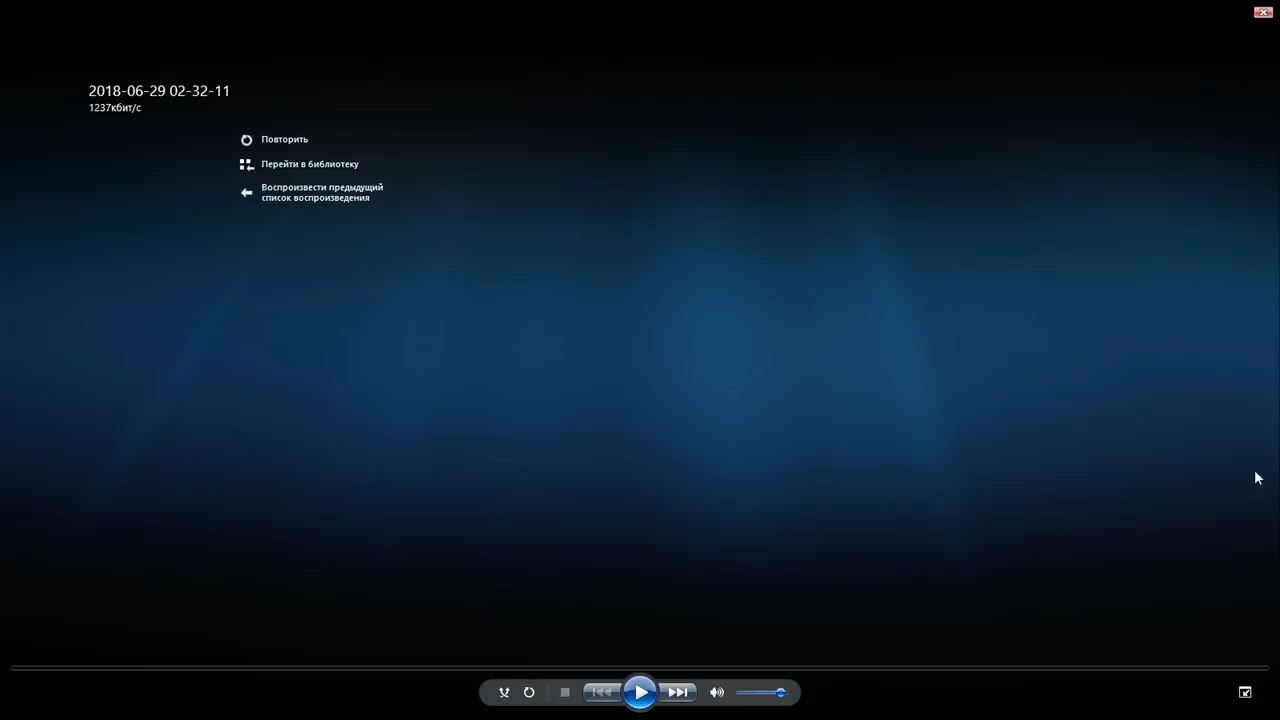 2018-06-29 02-32-11
1237кбит/с
Повторить
Перейти в библиотеку
Воспроизвести предыдущий
список воспроизведения